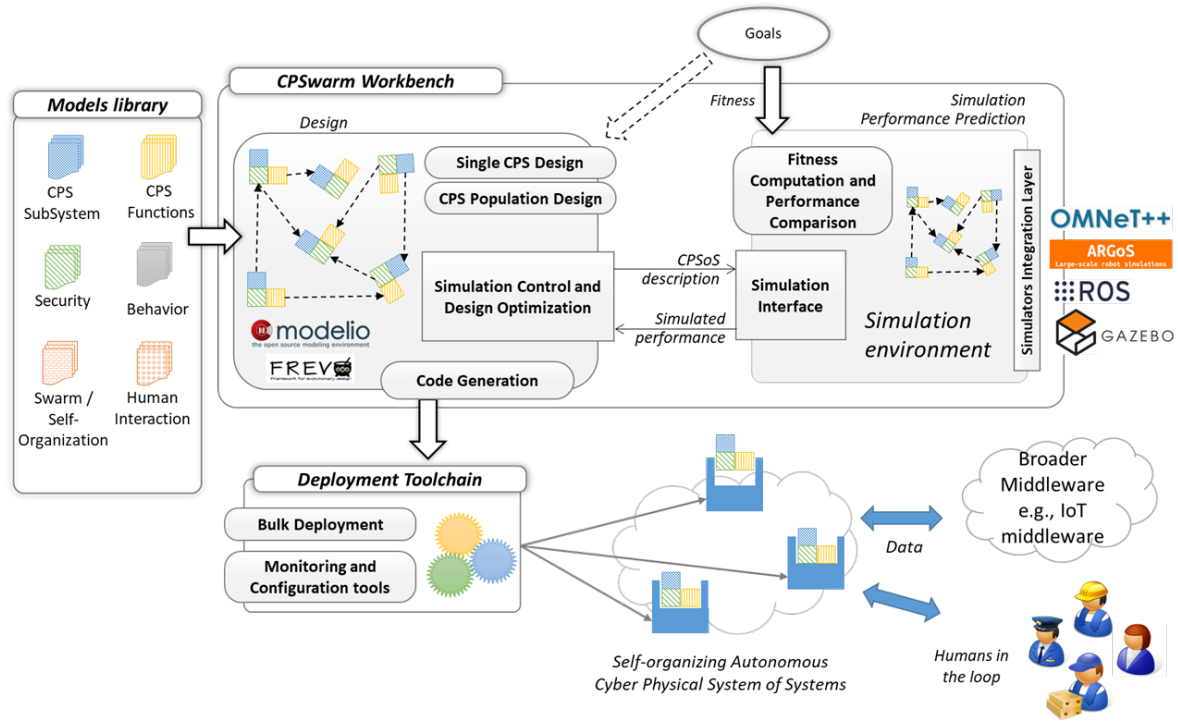 Goals
CPSwarm Workbench
Models library
Fitness
Simulation
Performance Prediction
Design
CPS
SubSystem
CPS
Functions
Security
Behavior
Swarm /
Self-
Organization
Human
Interaction
Single CPS Design
CPS Population Design
Simulation Control and
Design Optimization
modelio
the open source modeling environment
FREVO
Framework for evolutionary design
Code Generation
CPSoS
description
Simulated
performance
Fitness
Computation and
Performance
Comparison
Simulation
Interface
Simulation
environment
Simulators Integration Layer
OMNeT++
ARGoS
Large-scale robot simulations
ROS
GAZEBO
Deployment Toolchain
Bulk Deployment
Monitoring and
Configuration tools
Self-organizing Autonomous
Cyber Physical System of Systems
Data
Broader
Middleware
e.g., IoT
middleware
Humans in
the loop